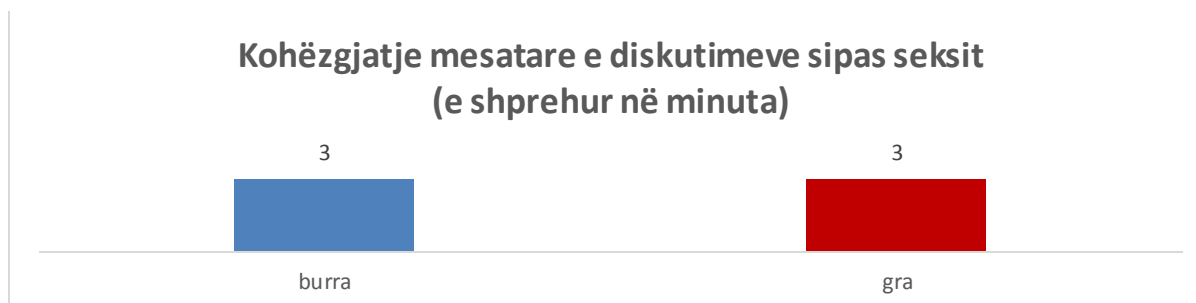 Kohëzgjatje mesatare e diskutimeve sipas seksit
(e shprehur në minuta)
3 3
burra gra